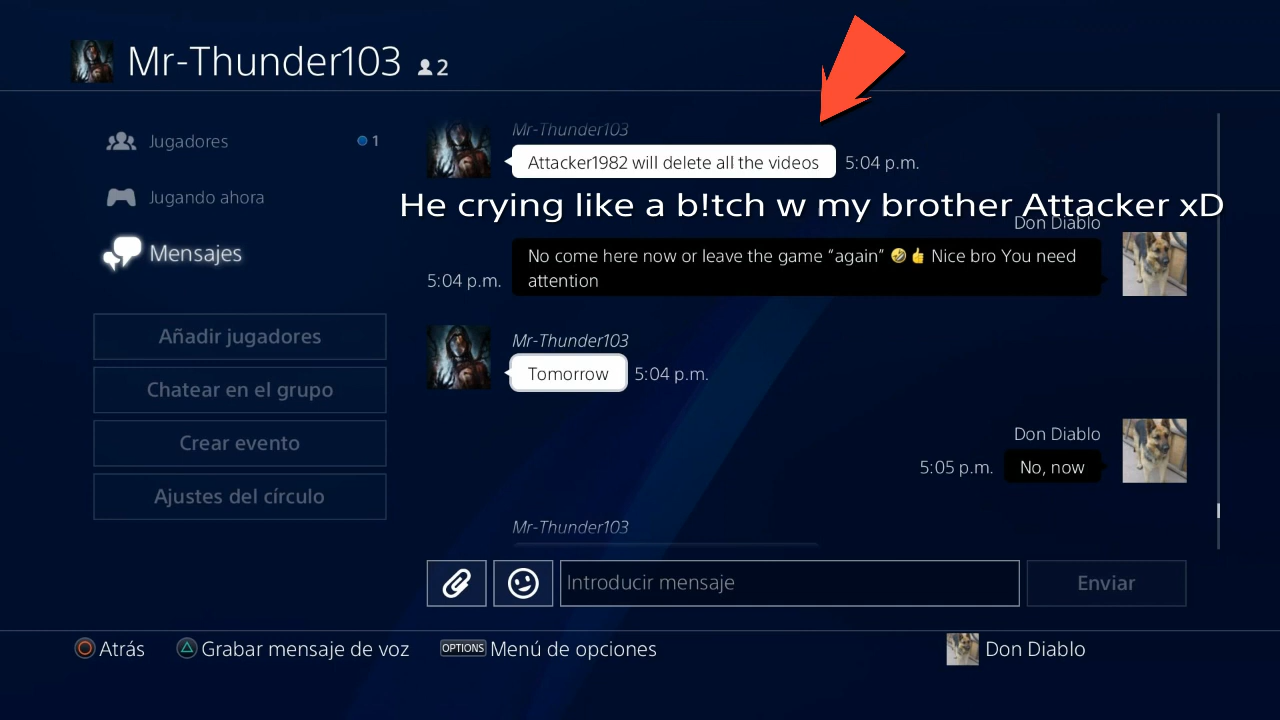 Mr-Thunder103 2
Jugadores 1
Jugando ahora
Mensajes
Añadir jugadores
Chatear en el grupo
Crear evento
Ajustes del círculo
Mr-Thunder103
Attacker1982 will delete all the videos 5:04 p.m.
He crying like a b!tch w my brother Attacker xD
Don Diablo
No come here now or leave the game “again” 🤣👍 Nice bro You need
attention
5:04 p.m.
Mr-Thunder103
Tomorrow 5:04 p.m.
Don Diablo
5:05 p.m. No, now
Mr-Thunder103
Introducir mensaje
Enviar
Atrás
Grabar mensaje de voz
OPTIONS Menú de opciones
Don Diablo